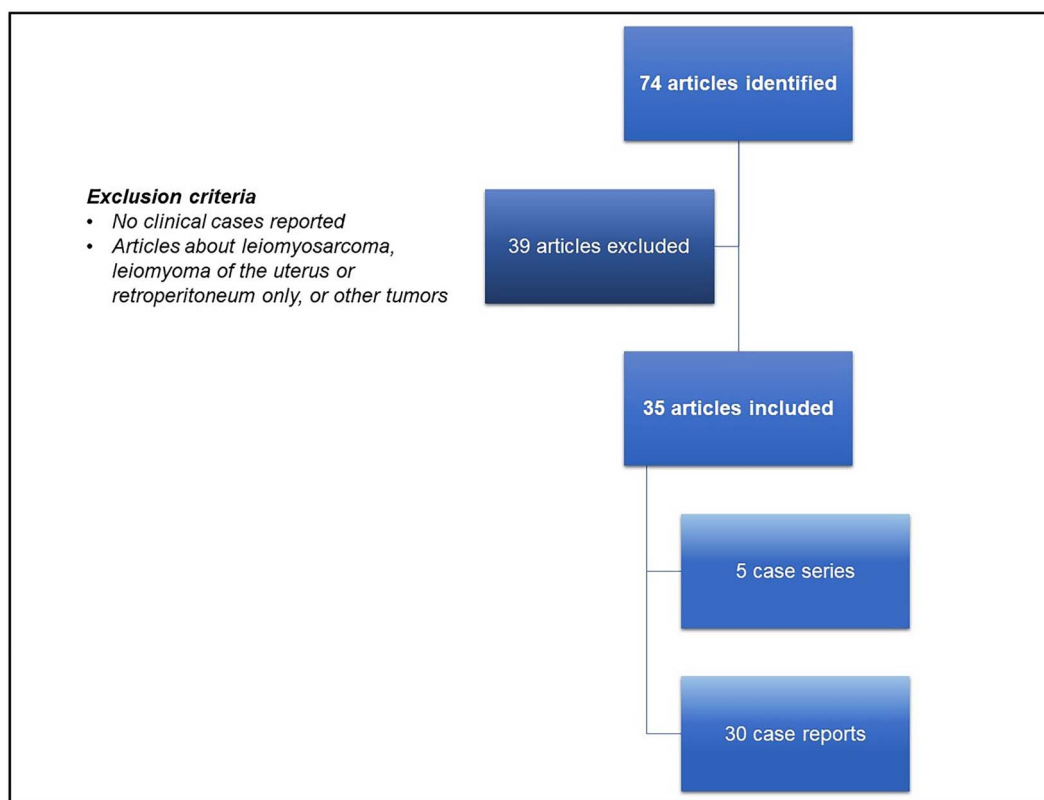 74 articles identified
Exclusion criteria
• No clinical cases reported
• Articles about leiomyosarcoma,
leiomyoma of the uterus or
retroperitoneum only, or other tumors
39 articles excluded
35 articles included
5 case series
30 case reports